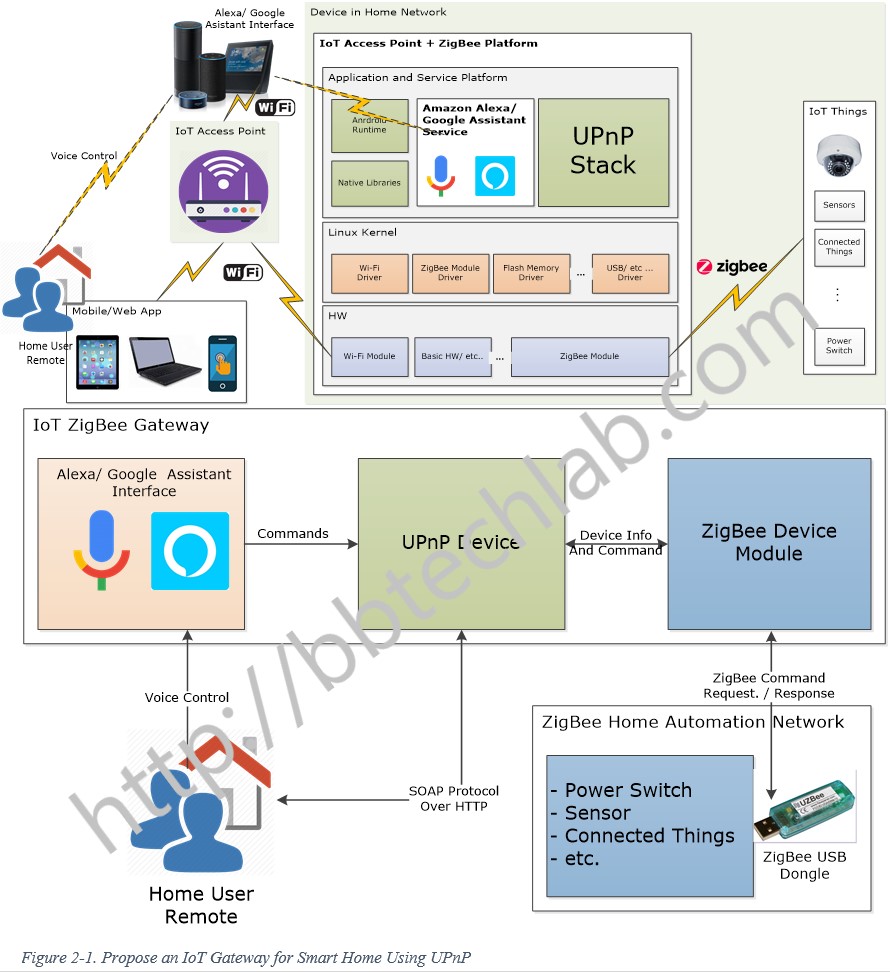 Alexa/ Google
Asistant Interface
Device in Home Network
IoT Access Point + ZigBee Platform
Application and Service Platform
Anrdroid
Runtime
Amazon Alexa/
Google Assistant
Service
UPnP
Stack
Native Libraries
WiFi
IoT Access Point
Voice Control
IoT Things
Sensors
Connected
Things
⋮
Power
Switch
Linux Kernel
Wi-Fi
Driver
ZigBee Module
Driver
Flash Memory
Driver
...
USB/ etc ...
Driver
zigbee
WiFi
HW
Wi-Fi Module
Basic HW/ etc..
...
ZigBee Module
Mobile/Web App
Home User
Remote
IoT ZigBee Gateway
Alexa/ Google Assistant
Interface
Commands
UPnP Device
Device Info
And Command
ZigBee Device
Module
Voice Control
ZigBee Command
Request. / Response
ZigBee Home Automation Network
- Power Switch
- Sensor
- Connected Things
- etc.
UZBee
ZigBee USB
Dongle
SOAP Protocol
Over HTTP
Home User
Remote
http://bbtechlab.com
Figure 2-1. Propose an IoT Gateway for Smart Home Using UPnP